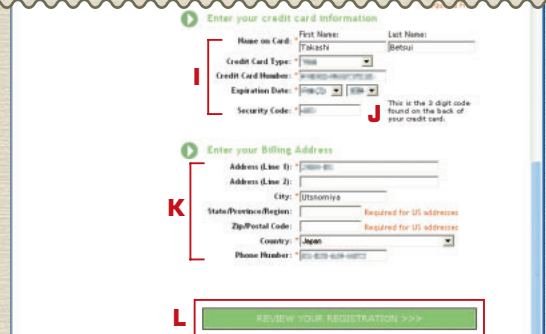 Enter your credit card information
First Name: Last Name:
Name on Card: * Takashi Betsui
Credit Card Type: *
I
Credit Card Number: *
Expiration Date: *
Security Code: * J This is the 3 digit code
found on the back of
your credit card.
Enter your Billing Address
Address (Line 1): *
Address (Line 2):
K City: * Utsnomiya
State/Province/Region: Required for US addresses
Zip/Postal Code: Required for US addresses
Country: * Japan
Phone Number: *
L REVIEW YOUR REGISTRATION >>>